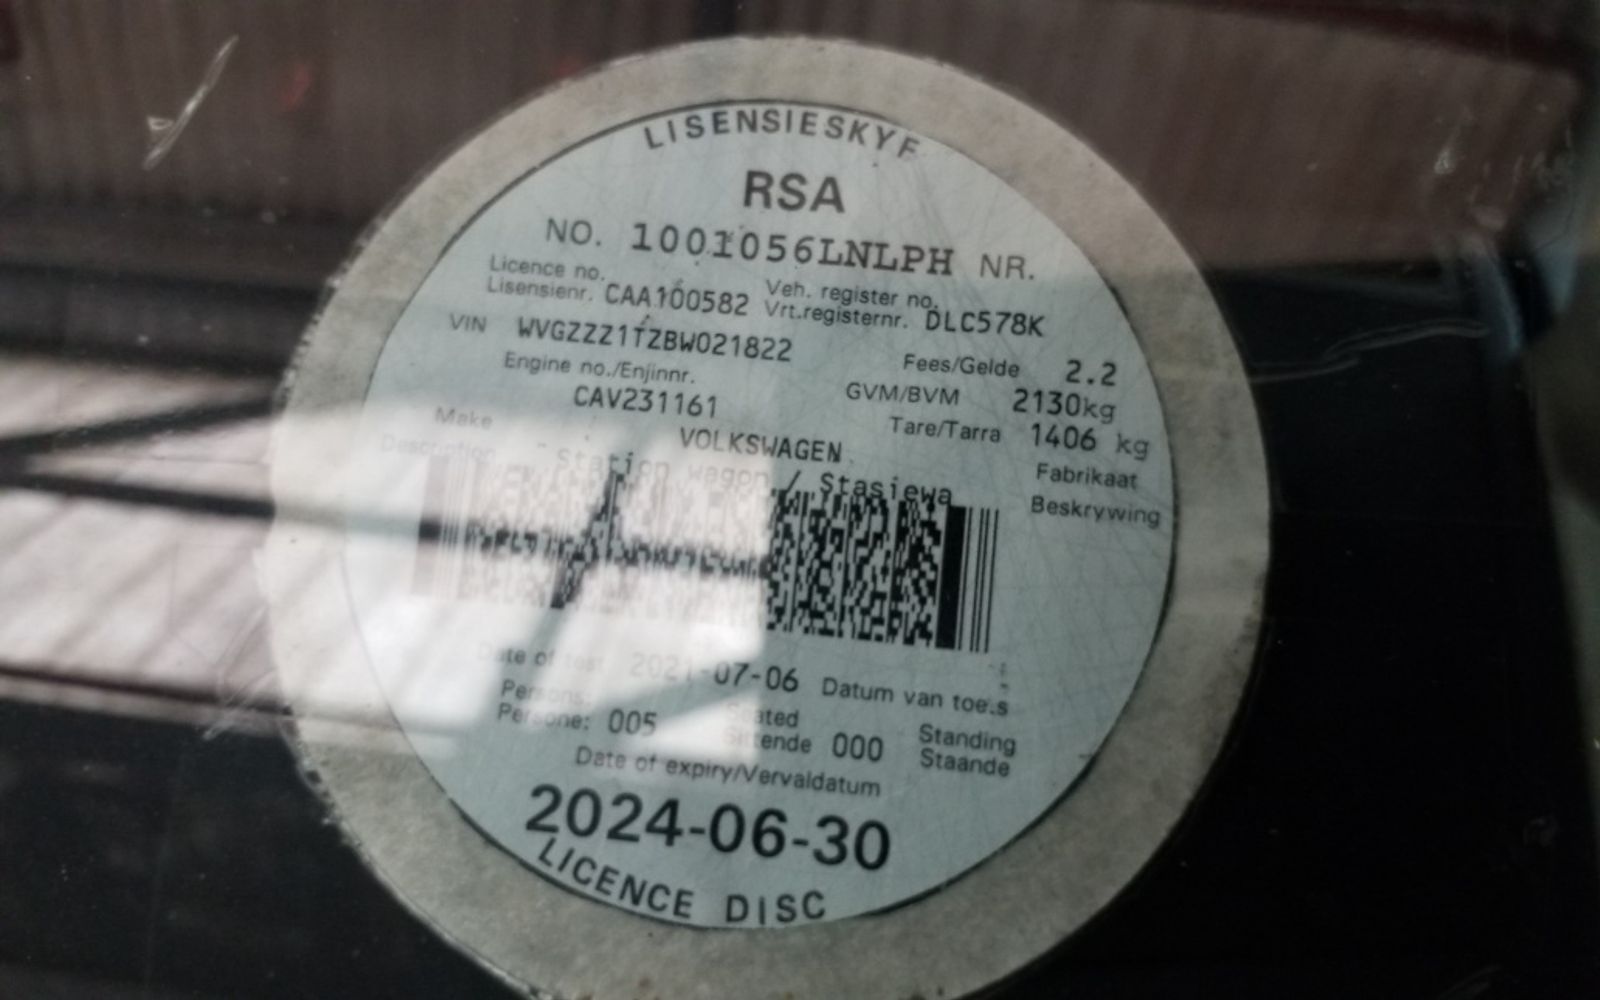 LISENSIESKYF
RSA
NO. 1001056LNLPH NR.
Licence no. Veh. register no.
Lisensienr. CAA100582 Vrt.registernr. DLC578K
VIN WVGZZZ1TZBW021822 Fees/Gelde 2.2
Engine no./Enjinnr. GVM/BVM 2130kg
CAV231161 Tare/Tarra 1406 kg
Make VOLKSWAGEN Fabrikaat
Description Station wagon / Stasiewa Beskrywing
Date of test 2021-07-06 Datum van toe.s
Persons: Seated Standing
Persone: 005 Sittende 000 Staande
Date of expiry/Vervaldatum
2024-06-30
LICENCE DISC